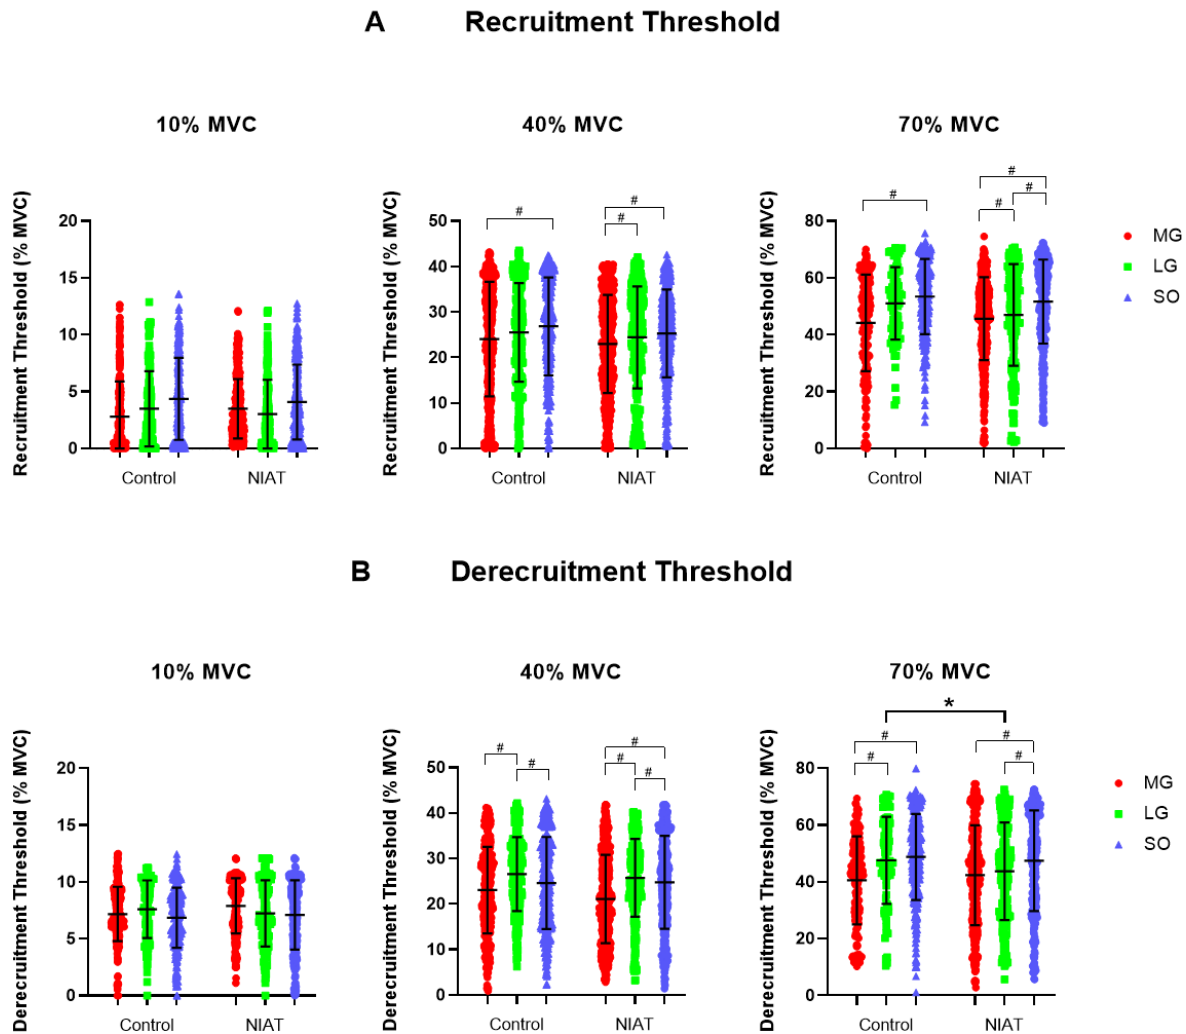 A Recruitment Threshold
10% MVC
40% MVC
70% MVC
Recruitment Threshold (% MVC)
20
15
10
5
0
Control
NIAT
Recruitment Threshold (% MVC)
50
40
30
20
10
0
#
#
#
Control
NIAT
Recruitment Threshold (% MVC)
80
60
40
20
0
#
#
#
#
Control
NIAT
MG
LG
SO
B Derecruitment Threshold
10% MVC
40% MVC
70% MVC
Derecruitment Threshold (% MVC)
20
15
10
5
0
Control
NIAT
Derecruitment Threshold (% MVC)
50
40
30
20
10
0
#
#
#
#
#
Control
NIAT
Derecruitment Threshold (% MVC)
80
60
40
20
0
*
#
#
#
#
Control
NIAT
MG
LG
SO